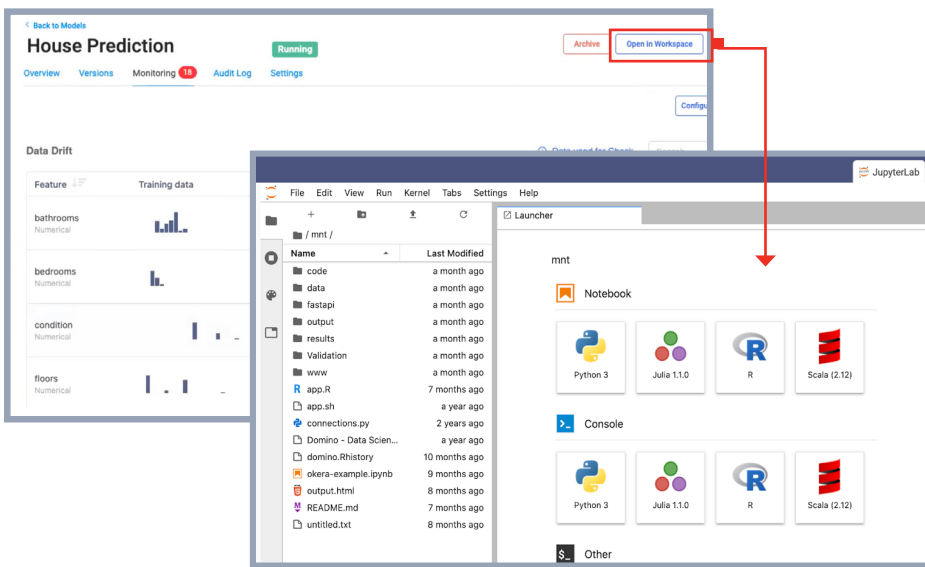 Back to Models
House Prediction
Running
Archive
Open in Workspace
Overview Versions Monitoring 18 Audit Log Settings
Data Drift
Data used for Check
Feature Training data
bathrooms
Numerical
bedrooms
Numerical
condition
Numerical
floors
Numerical
JupyterLab
File Edit View Run Kernel Tabs Settings Help
/ mnt /
Name Last Modified
code a month ago
data a month ago
fastapi a month ago
output a month ago
results a month ago
Validation a month ago
www a month ago
app.R 7 months ago
app.sh a year ago
connections.py 2 years ago
Domino - Data Scien... a year ago
domino.Rhistory 10 months ago
okera-example.ipynb 9 months ago
output.html 8 months ago
README.md 7 months ago
untitled.txt 8 months ago
Launcher
mnt
Notebook
Python 3 Julia 1.1.0 R Scala (2.12)
Console
Python 3 Julia 1.1.0 R Scala (2.12)
$_ Other